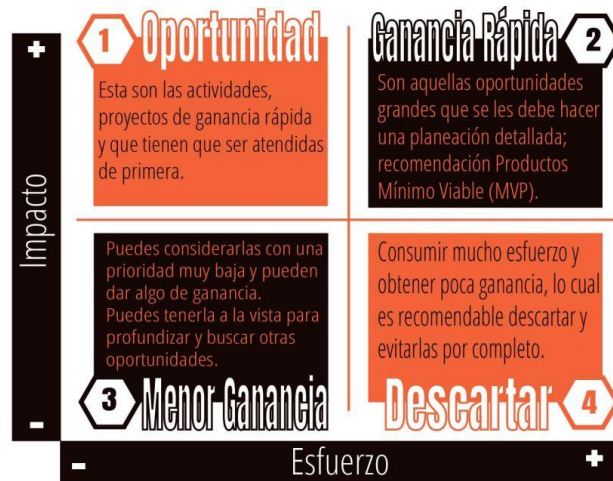 +
Impacto
-
1 Oportunidad
Esta son las actividades,
proyectos de ganancia rápida
y que tienen que ser atendidas
de primera.
Ganancia Rápida 2
Son aquellas oportunidades
grandes que se les debe hacer
una planeación detallada;
recomendación Productos
Mínimo Viable (MVP).
Puedes considerarlas con una
prioridad muy baja y pueden
dar algo de ganancia.
Puedes tenerla a la vista para
profundizar y buscar otras
oportunidades.
3 Menor Ganancia
Consumir mucho esfuerzo y
obtener poca ganancia, lo cual
es recomendable descartar y
evitarlas por completo.
Descartar 4
- Esfuerzo +